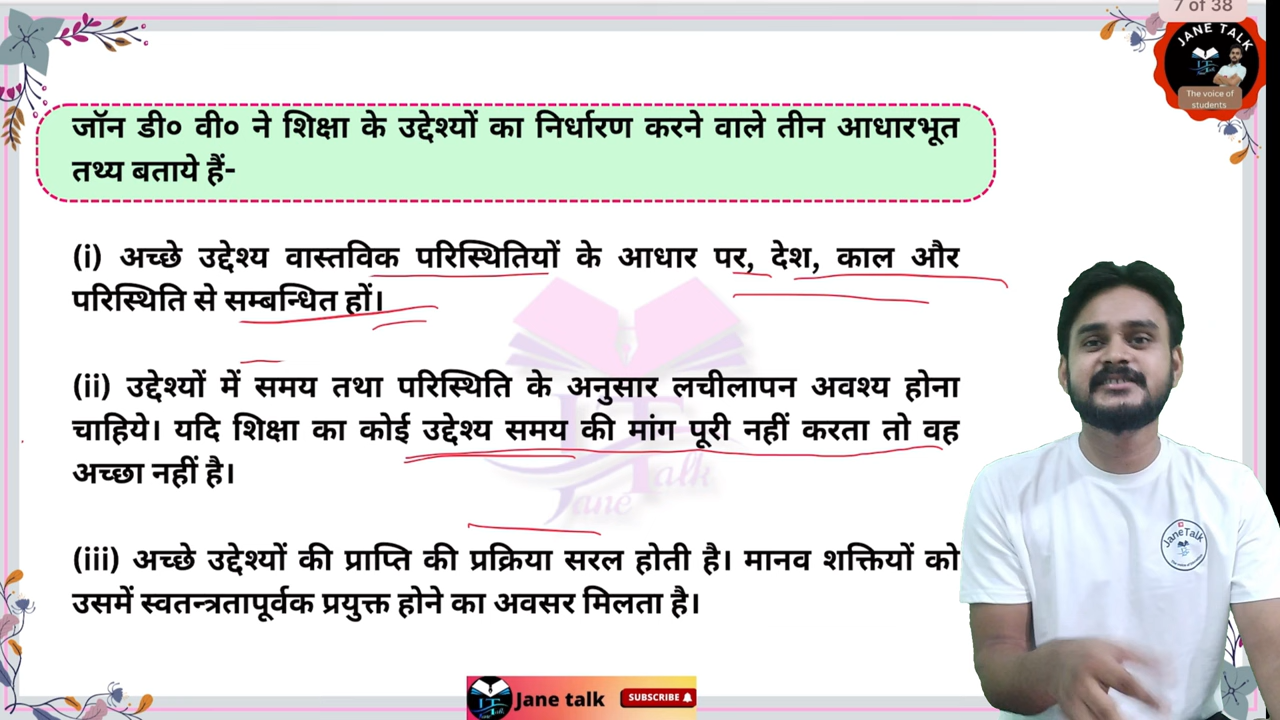 7 of 38
JANE TALK
The voice of
students
जॉन डी० वी० ने शिक्षा के उद्देश्यों का निर्धारण करने वाले तीन आधारभूत
तथ्य बताये हैं-
(i) अच्छे उद्देश्य वास्तविक परिस्थितियों के आधार पर, देश, काल और
परिस्थिति से सम्बन्धित हों।
(ii) उद्देश्यों में समय तथा परिस्थिति के अनुसार लचीलापन अवश्य होना
चाहिये। यदि शिक्षा का कोई उद्देश्य समय की मांग पूरी नहीं करता तो वह
अच्छा नहीं है।
Jane Talk
(iii) अच्छे उद्देश्यों की प्राप्ति की प्रक्रिया सरल होती है। मानव शक्तियों को
उसमें स्वतन्त्रतापूर्वक प्रयुक्त होने का अवसर मिलता है।
JaneTalk
Jane talk
SUBSCRIBE